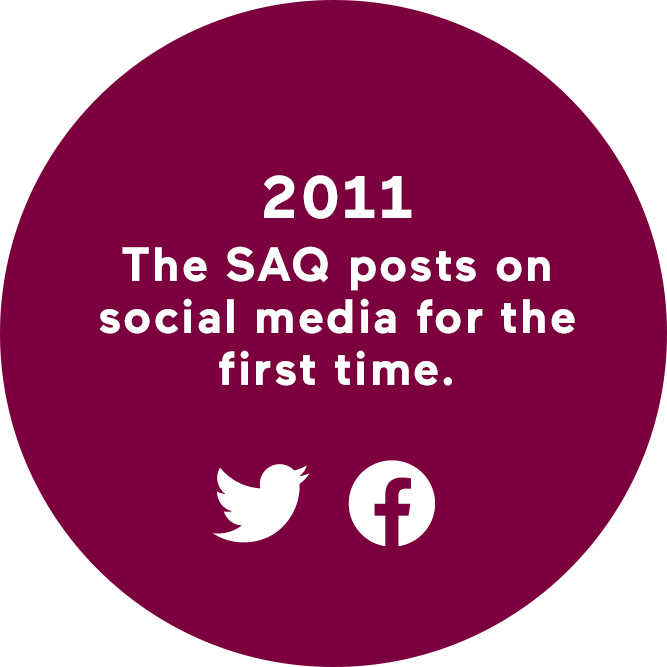 2011
The SAQ posts on
social media for the
first time.